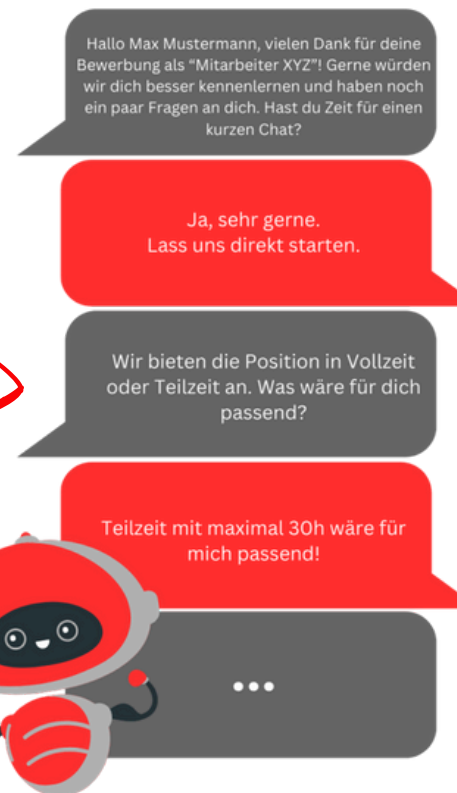 Hallo Max Mustermann, vielen Dank für deine
Bewerbung als “Mitarbeiter XYZ”! Gerne würden
wir dich besser kennenlernen und haben noch
ein paar Fragen an dich. Hast du Zeit für einen
kurzen Chat?
Ja, sehr gerne.
Lass uns direkt starten.
Wir bieten die Position in Vollzeit
oder Teilzeit an. Was wäre für dich
passend?
Teilzeit mit maximal 30h wäre für
mich passend!
...